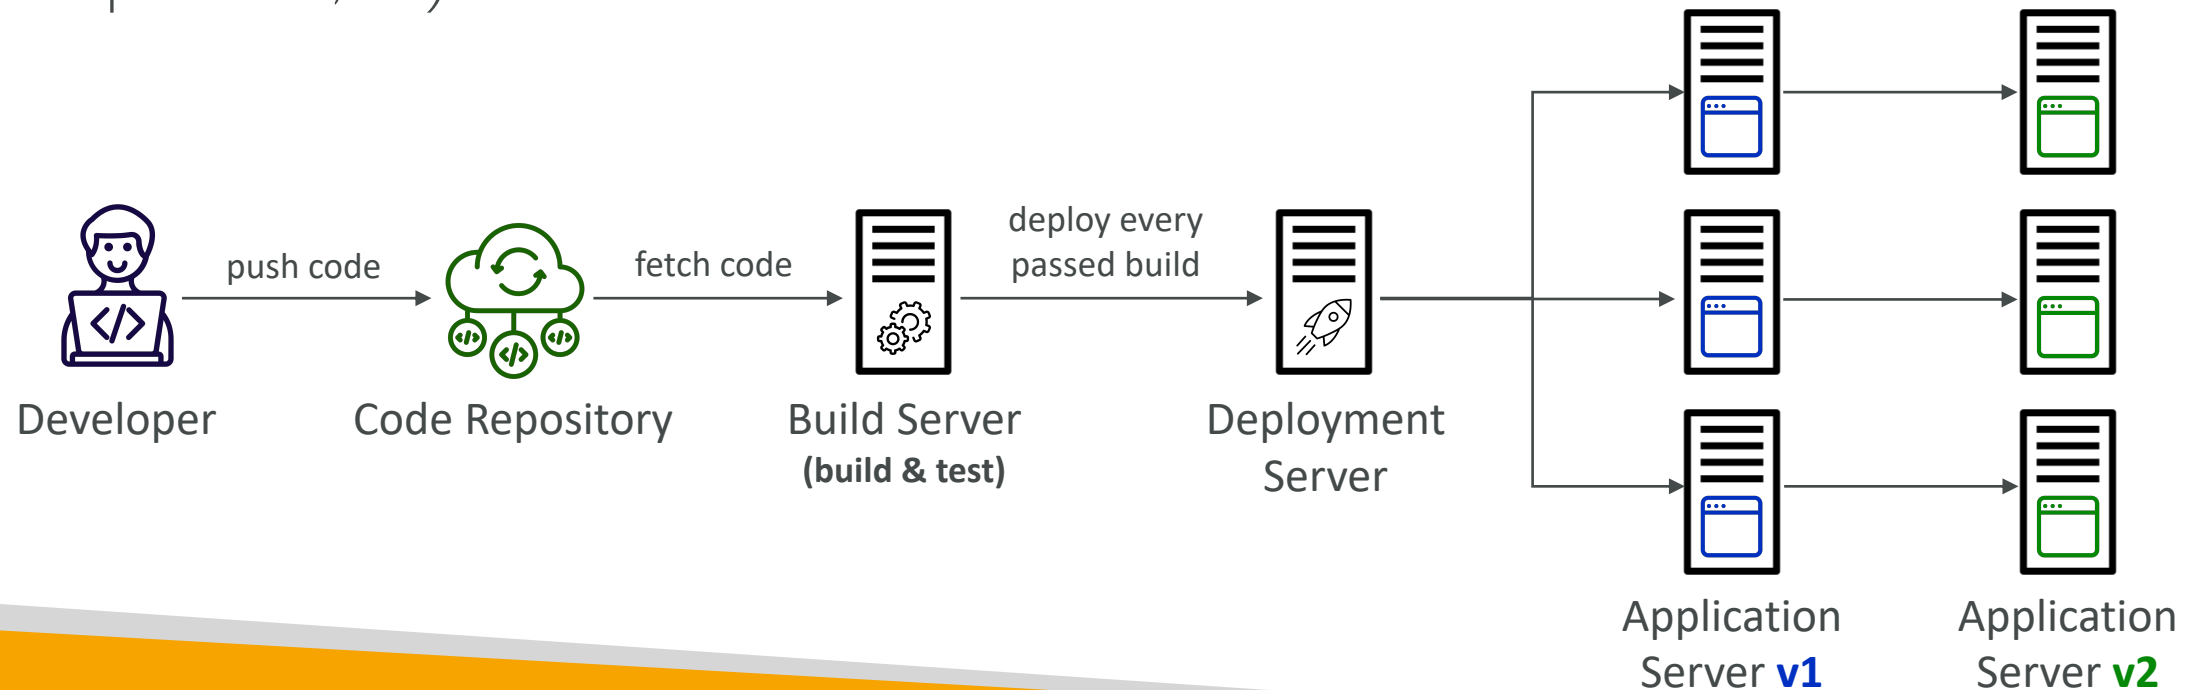 push code
fetch code
deploy every
passed build
Developer
Code Repository
Build Server
(build & test)
Deployment
Server
Application
Server v1
Application
Server v2